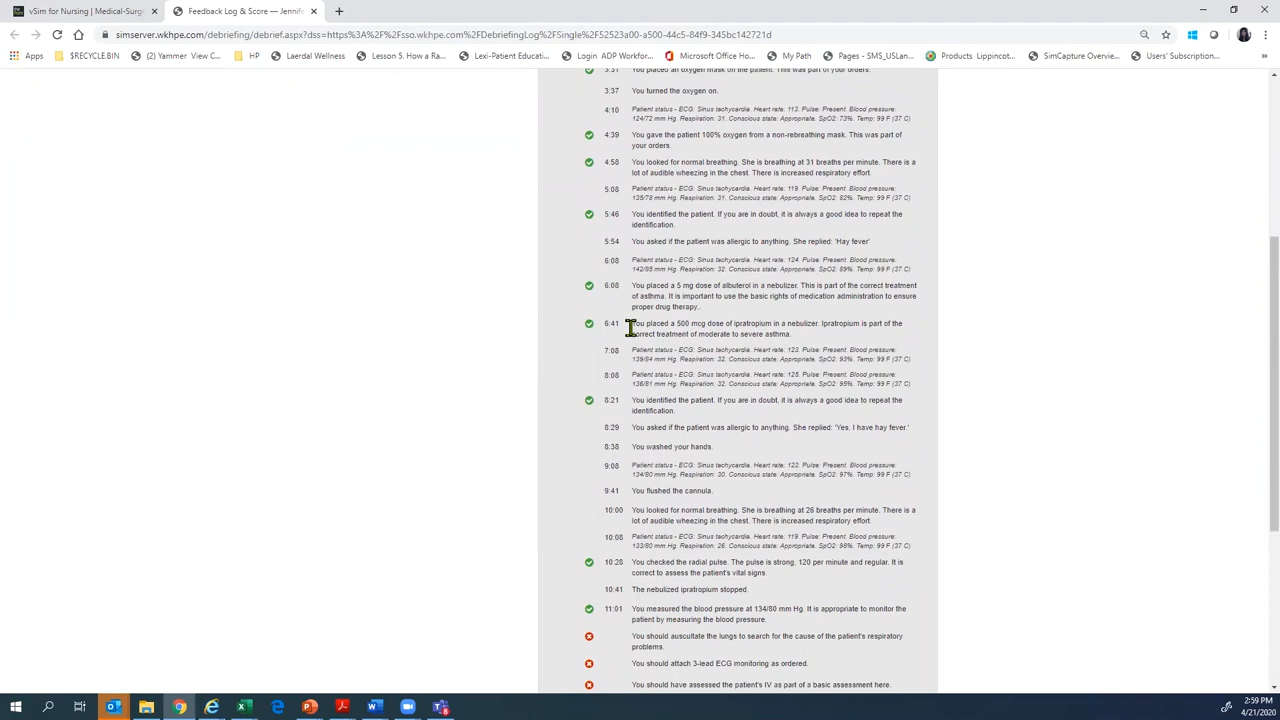 vSim for Nursing | Medical-Surg
Feedback Log & Score — Jennife
simserver.wkhpe.com/debriefing/debrief.aspx?dss=https%3A%2F%2Fsso.wkhpe.com%2FDebriefingLog%2FSingle%2F52523a00-a500-44c5-84f9-345bc142721d
Apps
$RECYCLE.BIN
(2) Yammer : View C...
HP
Library
Lesson 5. How a Ra...
Lexi-Patient Educati...
Login ADP Workfor...
Microsoft Office Ho...
My Path
Pages - SMS_USLan...
Products Lippincot...
SimCapture Overvie...
Users' Subscription...
3:31 You placed an oxygen mask on the patient. This was part of your orders.
3:37 You turned the oxygen on.
4:10 Patient status - ECG: Sinus tachycardia. Heart rate: 113. Pulse: Present. Blood pressure:
124/72 mm Hg. Respiration: 31. Conscious state: Appropriate. SpO2: 73%. Temp: 99 F (37 C)
4:39 You gave the patient 100% oxygen from a non-rebreathing mask. This was part of
your orders.
4:58 You looked for normal breathing. She is breathing at 31 breaths per minute. There is a
lot of audible wheezing in the chest. There is increased respiratory effort.
5:08 Patient status - ECG: Sinus tachycardia. Heart rate: 119. Pulse: Present. Blood pressure:
135/78 mm Hg. Respiration: 31. Conscious state: Appropriate. SpO2: 82%. Temp: 99 F (37 C)
5:46 You identified the patient. If you are in doubt, it is always a good idea to repeat the
identification.
5:54 You asked if the patient was allergic to anything. She replied: 'Hay fever'
6:08 Patient status - ECG: Sinus tachycardia. Heart rate: 124. Pulse: Present. Blood pressure:
142/85 mm Hg. Respiration: 32. Conscious state: Appropriate. SpO2: 89%. Temp: 99 F (37 C)
6:08 You placed a 5 mg dose of albuterol in a nebulizer. This is part of the correct treatment
of asthma. It is important to use the basic rights of medication administration to ensure
proper drug therapy..
6:41 You placed a 500 mcg dose of ipratropium in a nebulizer. Ipratropium is part of the
correct treatment of moderate to severe asthma.
7:08 Patient status - ECG: Sinus tachycardia. Heart rate: 123. Pulse: Present. Blood pressure:
139/84 mm Hg. Respiration: 32. Conscious state: Appropriate. SpO2: 93%. Temp: 99 F (37 C)
8:08 Patient status - ECG: Sinus tachycardia. Heart rate: 125. Pulse: Present. Blood pressure:
136/81 mm Hg. Respiration: 32. Conscious state: Appropriate. SpO2: 95%. Temp: 99 F (37 C)
8:21 You identified the patient. If you are in doubt, it is always a good idea to repeat the
identification.
8:29 You asked if the patient was allergic to anything. She replied: 'Yes, I have hay fever.'
8:38 You washed your hands.
9:08 Patient status - ECG: Sinus tachycardia. Heart rate: 122. Pulse: Present. Blood pressure:
134/80 mm Hg. Respiration: 30. Conscious state: Appropriate. SpO2: 97%. Temp: 99 F (37 C)
9:41 You flushed the cannula.
10:00 You looked for normal breathing. She is breathing at 26 breaths per minute. There is a
lot of audible wheezing in the chest. There is increased respiratory effort.
10:08 Patient status - ECG: Sinus tachycardia. Heart rate: 119. Pulse: Present. Blood pressure:
133/80 mm Hg. Respiration: 26. Conscious state: Appropriate. SpO2: 98%. Temp: 99 F (37 C)
10:28 You checked the radial pulse. The pulse is strong, 120 per minute and regular. It is
correct to assess the patient's vital signs.
10:41 The nebulized ipratropium stopped.
11:01 You measured the blood pressure at 134/80 mm Hg. It is appropriate to monitor the
patient by measuring the blood pressure.
You should auscultate the lungs to search for the cause of the patient's respiratory
problems.
You should attach 3-lead ECG monitoring as ordered.
You should have assessed the patient's IV as part of a basic assessment here.
2:59 PM
4/21/2020